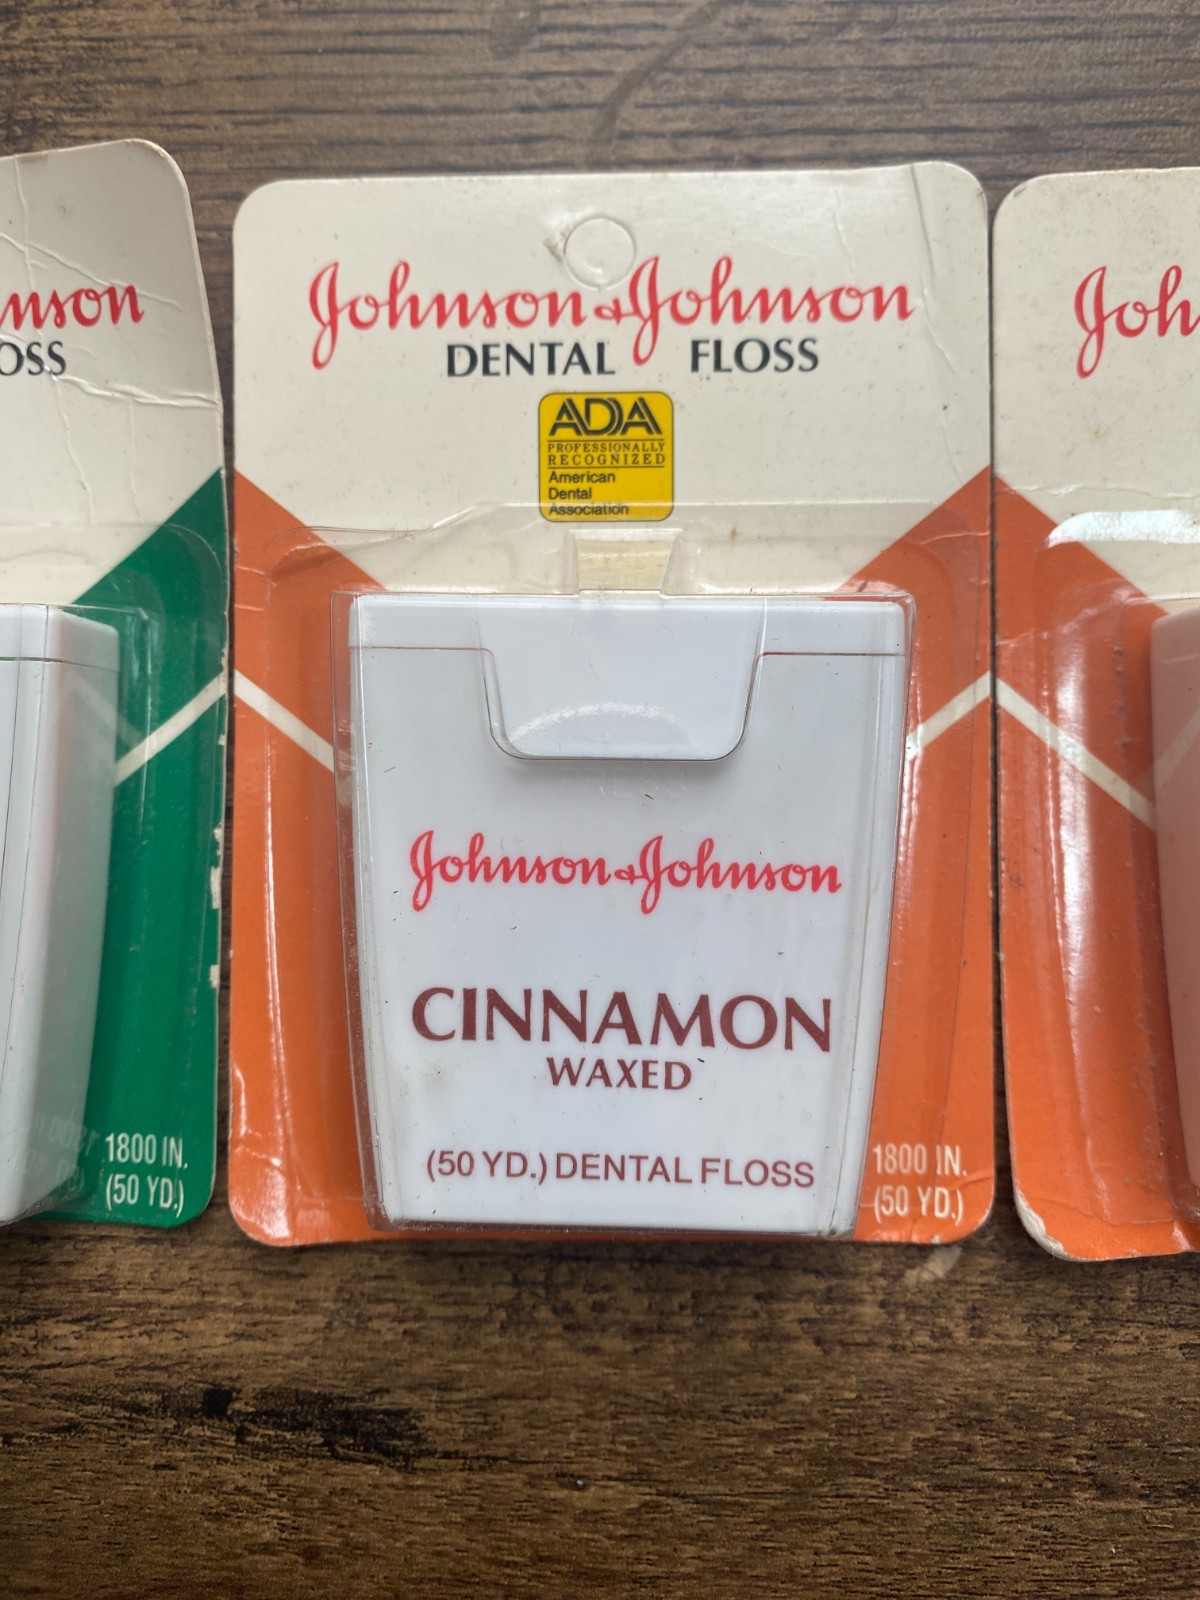 nson
OSS
1800 IN.
(50 YD.)
Johnson & Johnson
DENTAL FLOSS
ADA
PROFESSIONALLY
RECOGNIZED
American
Dental
Association
Johnson & Johnson
CINNAMON
WAXED
(50 YD.) DENTAL FLOSS
1800 IN.
(50 YD.)
Joh